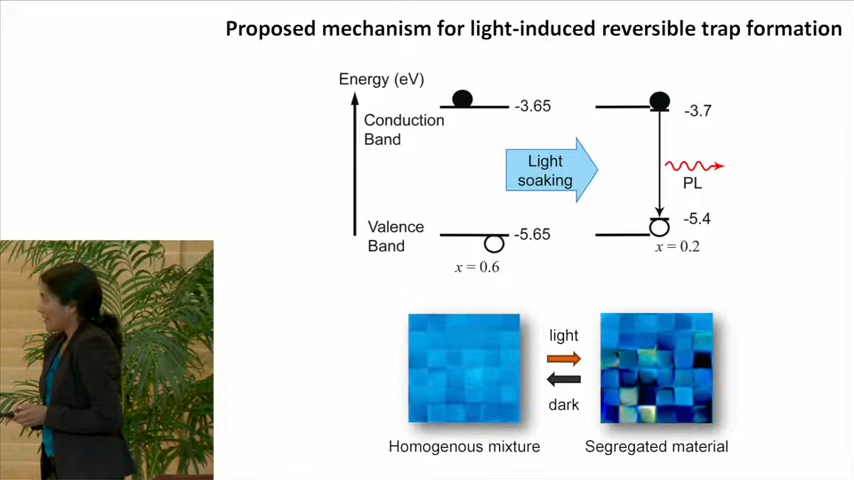 Proposed mechanism for light-induced reversible trap formation
Energy (eV)
Conduction
Band
-3.65
-3.7
Light
soaking
PL
Valence
Band
-5.65
-5.4
x = 0.6
x = 0.2
light
dark
Homogenous mixture
Segregated material